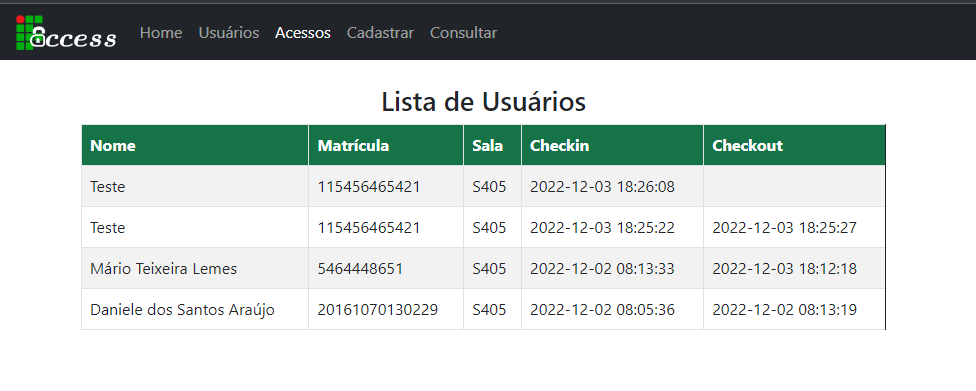 access Home Usuários Acessos Cadastrar Consultar
Lista de Usuários
Nome Matrícula Sala Checkin Checkout
Teste 115456465421 S405 2022-12-03 18:26:08
Teste 115456465421 S405 2022-12-03 18:25:22 2022-12-03 18:25:27
Mário Teixeira Lemes 5464448651 S405 2022-12-02 08:13:33 2022-12-03 18:12:18
Daniele dos Santos Araújo 20161070130229 S405 2022-12-02 08:05:36 2022-12-02 08:13:19